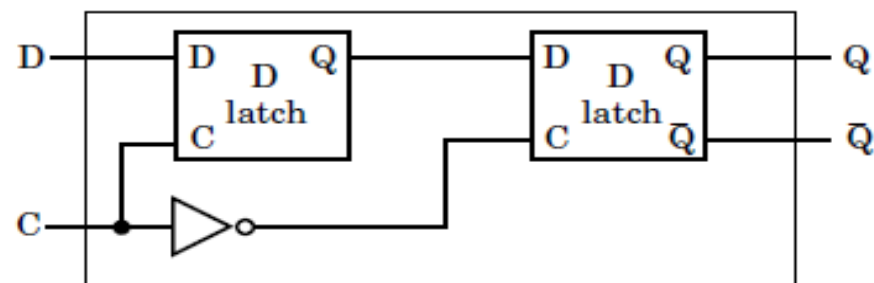 D D Q D Q Q
D D
latch latch
C C Q̄ Q̄
C